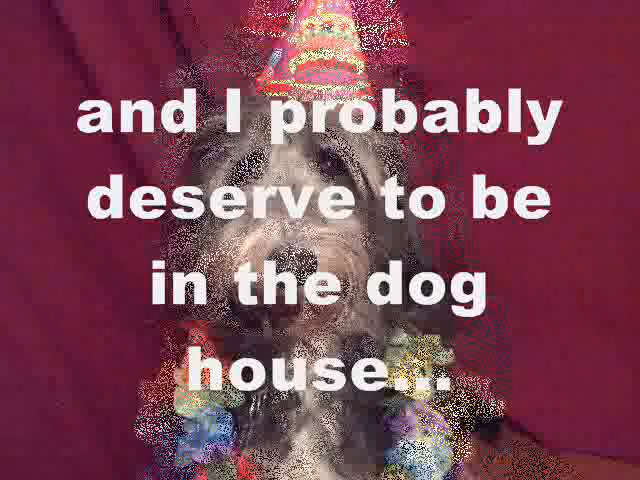 and I probably
deserve to be
in the dog
house...